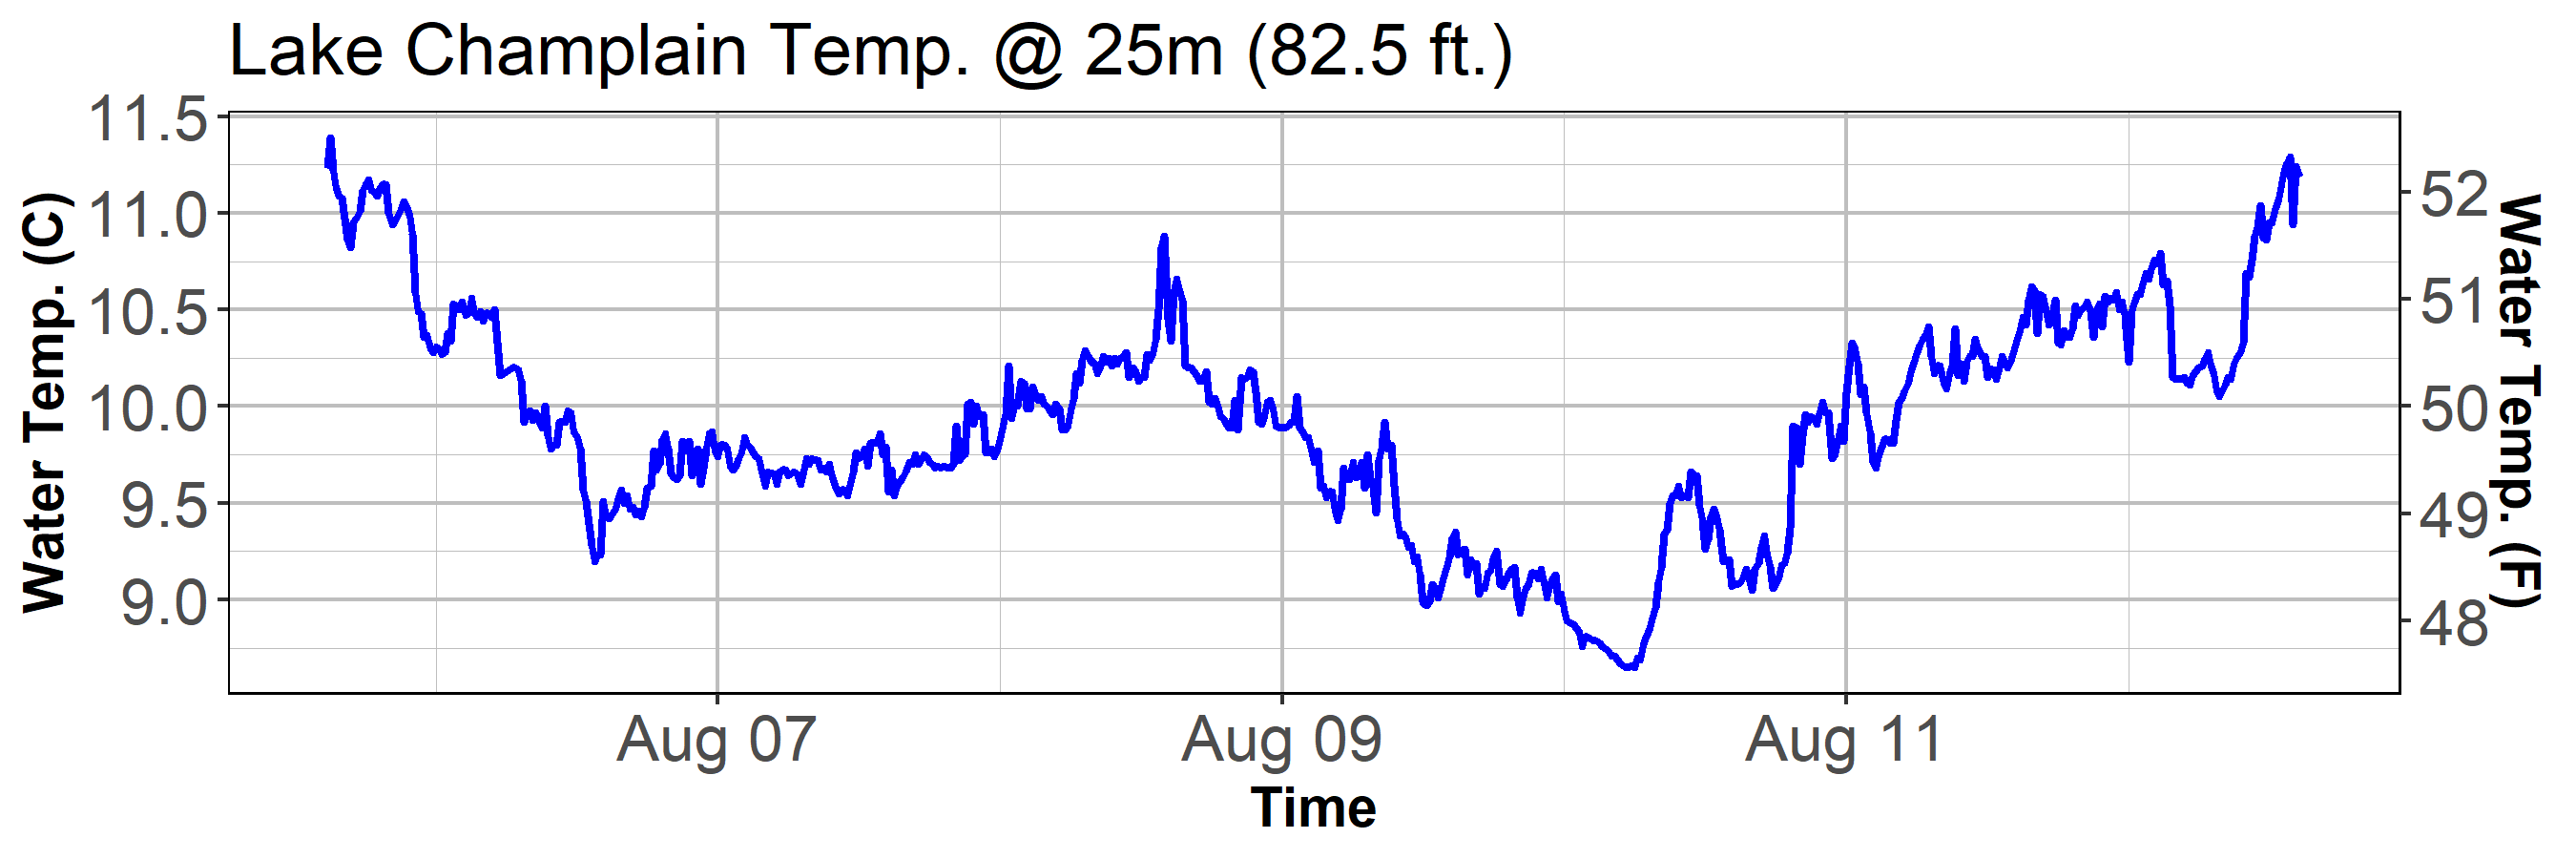 Lake Champlain Temp. @ 25m (82.5 ft.)
Water Temp. (C)
11.5
11.0
10.5
10.0
9.5
9.0
52
51
50
49
48
Water Temp. (F)
Aug 07 Aug 09 Aug 11
Time